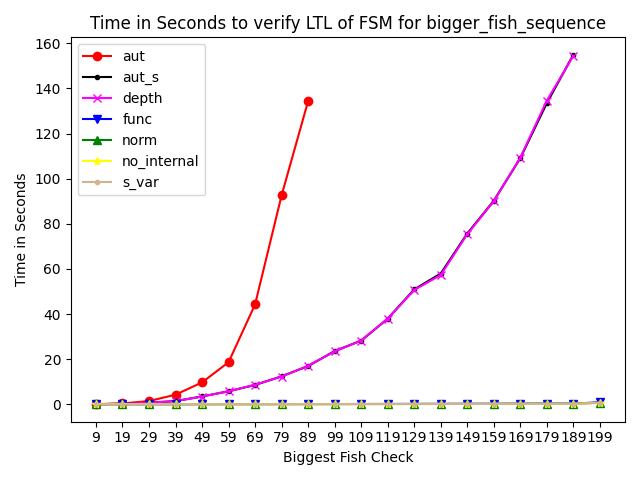 Time in Seconds to verify LTL of FSM for bigger_fish_sequence
160
140
120
100
80
60
40
20
0
Time in Seconds
aut
aut_s
depth
func
norm
no_internal
s_var
9 19 29 39 49 59 69 79 89 99 109 119 129 139 149 159 169 179 189 199
Biggest Fish Check